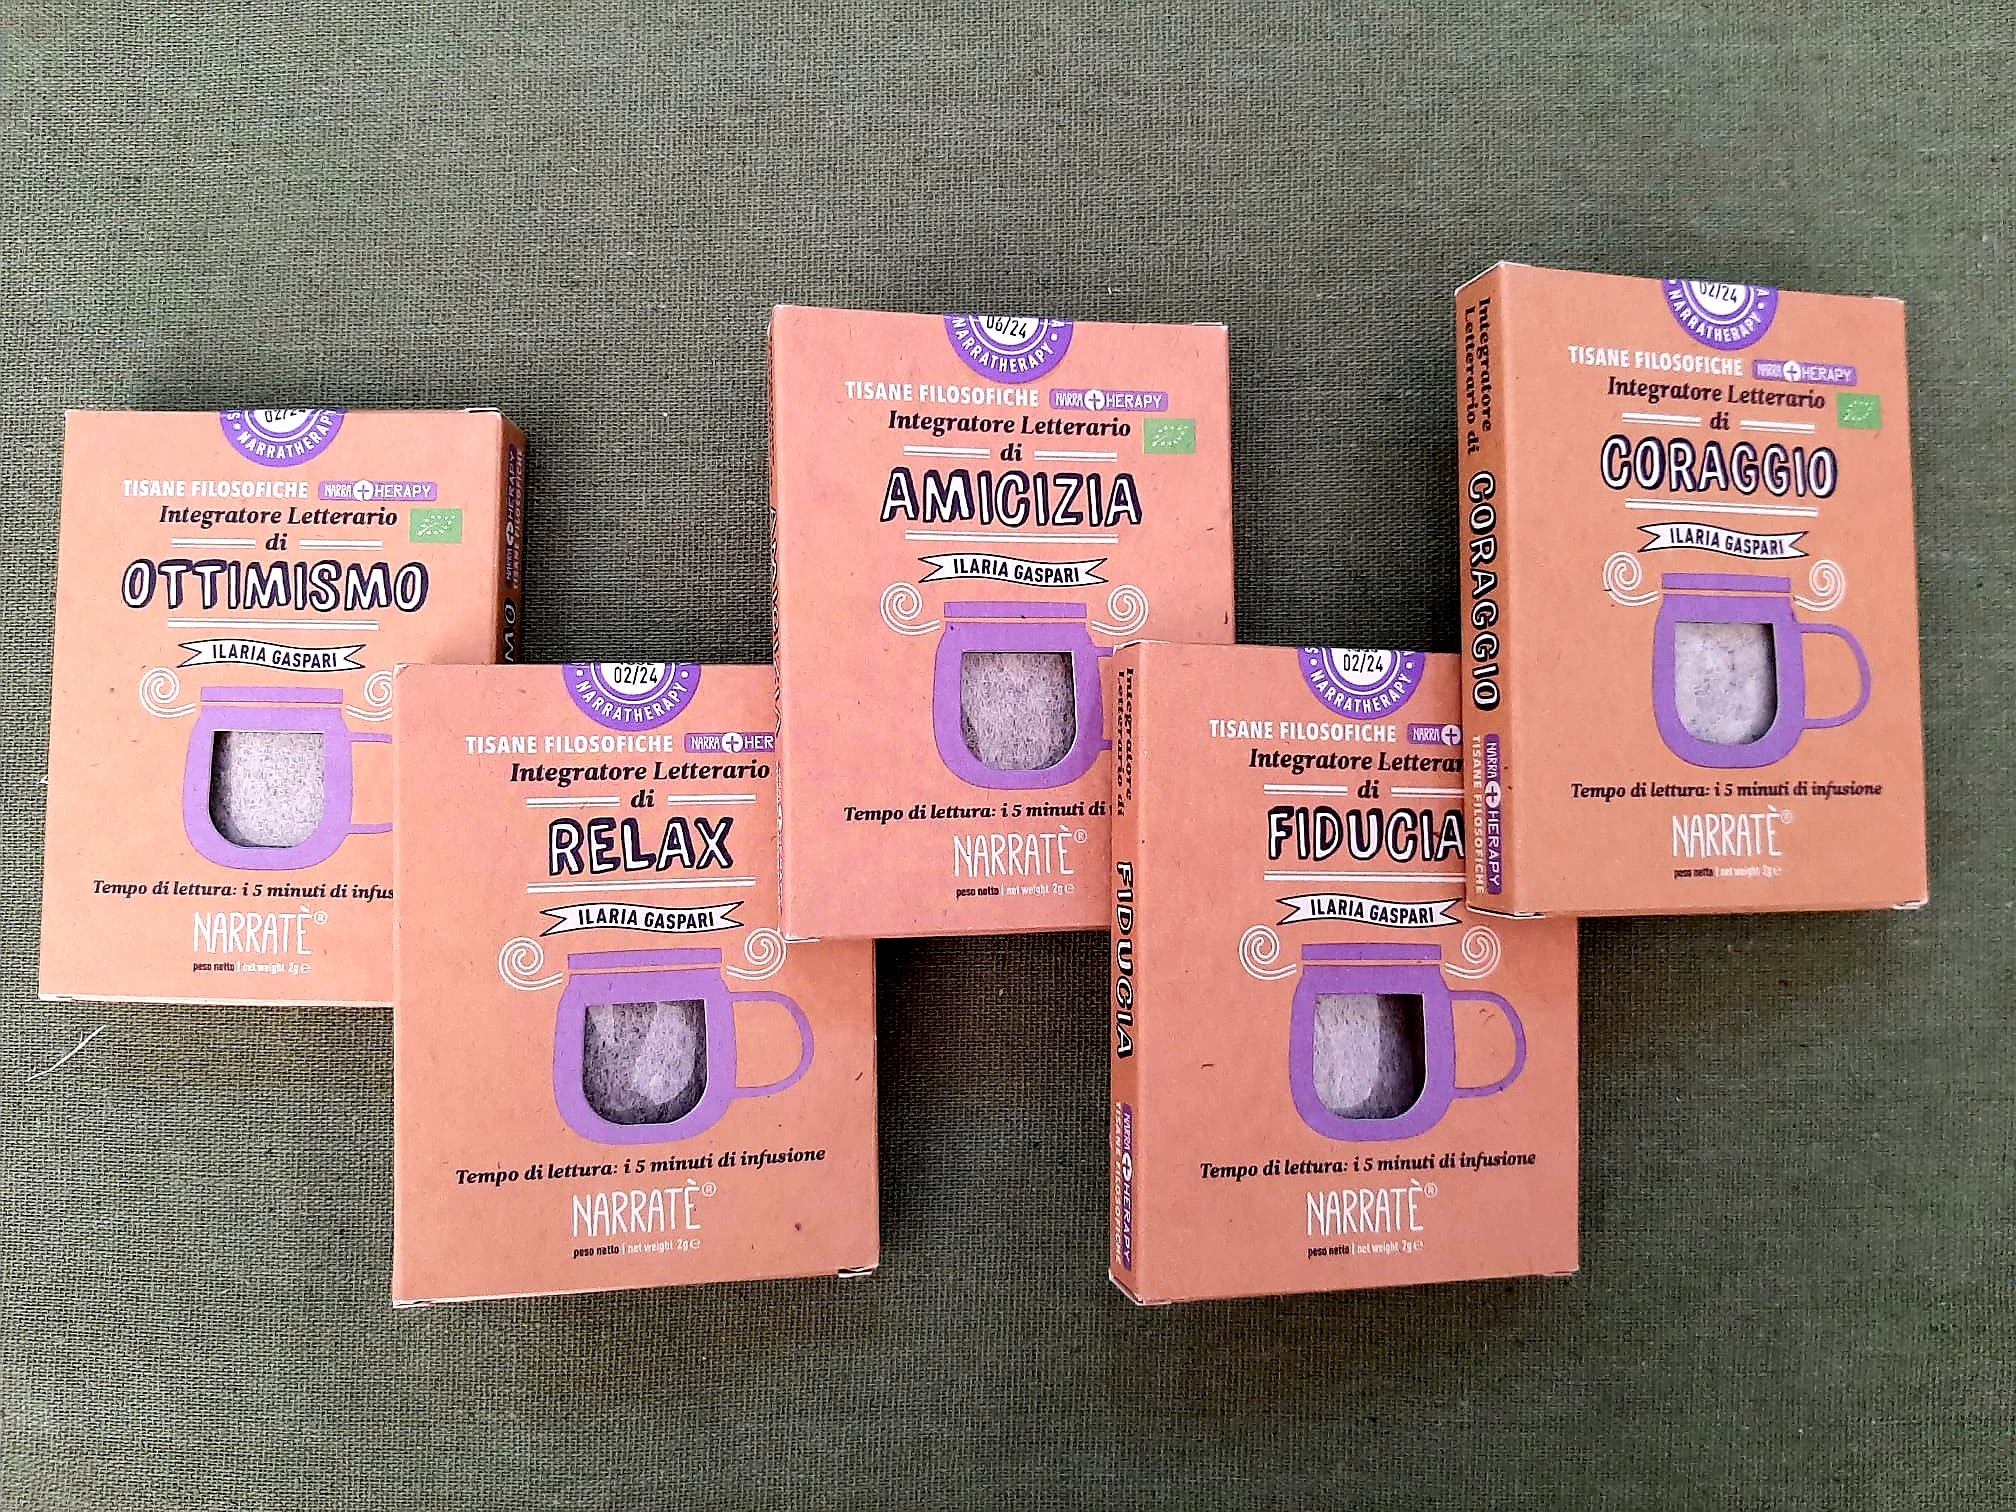 02/24
NARRATHERAPY
TISANE FILOSOFICHE NARRA+HERAPY
Integratore Letterario
di
OTTIMISMO
ILARIA GASPARI
Tempo di lettura: i 5 minuti di
NARRATÈ®
peso netto | net weight 2g e
NARRA+HERAPY
TISANE FILOSOFICHE
02/24
NARRATHERAPY
TISANE FILOSOFICHE NARRA+HER
Integratore Letterario
di
RELAX
ILARIA GASPARI
Tempo di lettura: i 5 minuti di infusione
NARRATÈ®
peso netto | net weight 2g e
06/24
NARRATHERAPY
TISANE FILOSOFICHE NARRA+HERAPY
Integratore Letterario
di
AMICIZIA
ILARIA GASPARI
Tempo di lettura: i 5 minuti di
NARRATÈ®
peso netto | net weight 2g e
Integratore
Letterario di
FIDUCIA
NARRA+HERAPY
TISANE FILOSOFICHE
02/24
NARRATHERAPY
TISANE FILOSOFICHE NARRA+
Integratore Letterar
di
FIDUCIA
ILARIA GASPARI
Tempo di lettura: i 5 minuti di infusione
NARRATÈ®
peso netto | net weight 2g e
Integratore
Letterario di
CORAGGIO
NARRA+HERAPY
TISANE FILOSOFICHE
02/24
NARRATHERAPY
TISANE FILOSOFICHE NARRA+HERAPY
Integratore Letterario
di
CORAGGIO
ILARIA GASPARI
Tempo di lettura: i 5 minuti di infusione
NARRATÈ®
peso netto | net weight 2g e